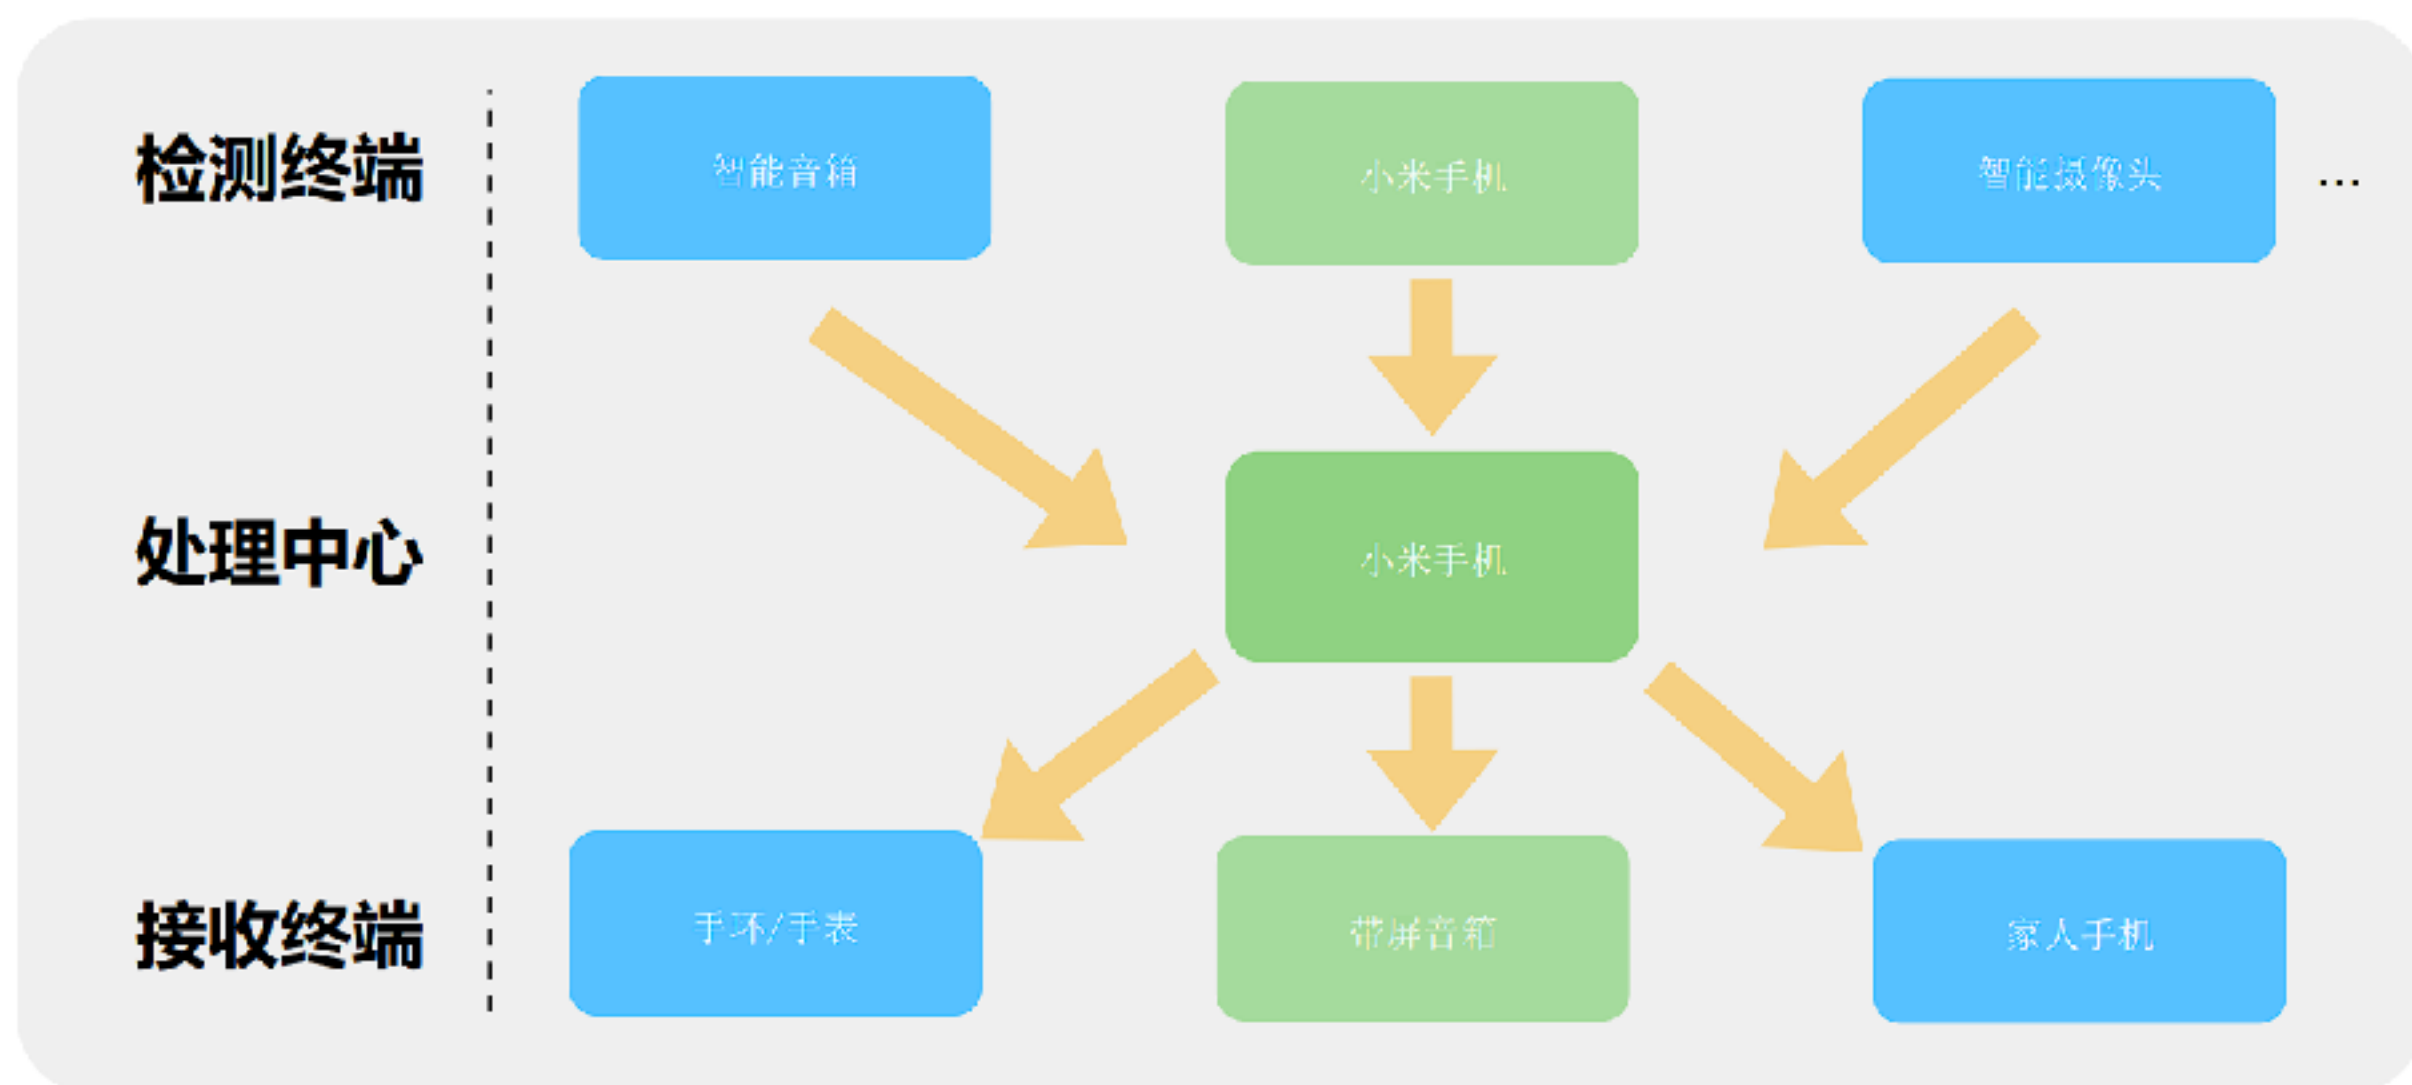 检测终端
智能音箱
小米手机
智能摄像头
...
处理中心
小米手机
接收终端
手环/手表
带屏音箱
家人手机